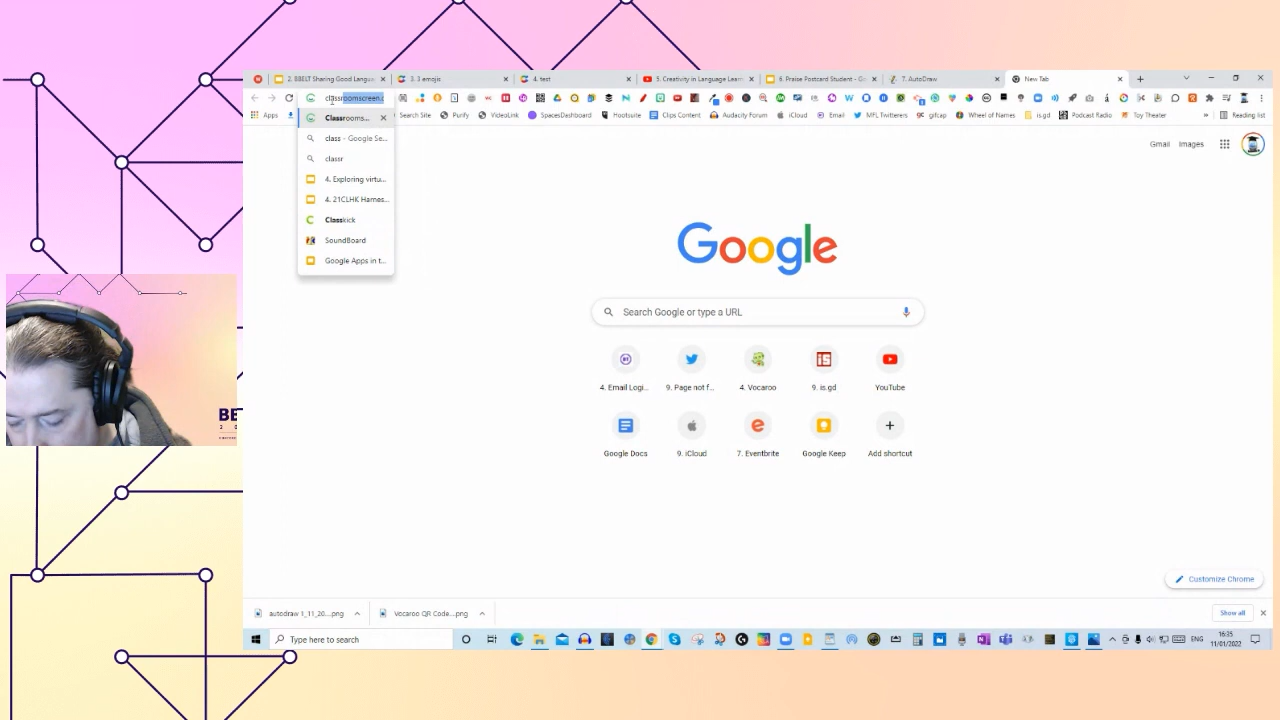 2. BBELT Sharing Good Langua
3. 3 emojis
4. test
5. Creativity in Language Learn
6. Praise Postcard Student - Go
7. AutoDraw
New Tab
classroomscreen.c
Apps
Search Site
Purify
VideoLink
SpacesDashboard
Hootsuite
Clips Content
Audacity Forum
iCloud
Email
MFL Twitterers
gifcap
Wheel of Names
is.gd
Podcast Radio
Toy Theater
Reading list
Classrooms...
class - Google Se...
classr
4. Exploring virtu...
4. 21CLHK Harnes...
Classkick
SoundBoard
Google Apps in t...
Gmail
Images
Google
Search Google or type a URL
4. Email Logi...
9. Page not f...
4. Vocaroo
9. is.gd
YouTube
Google Docs
9. iCloud
7. Eventbrite
Google Keep
Add shortcut
BE
Customize Chrome
autodraw 1_11_20....png
Vocaroo QR Code....png
Show all
Type here to search
ENG
16:35
11/01/2022